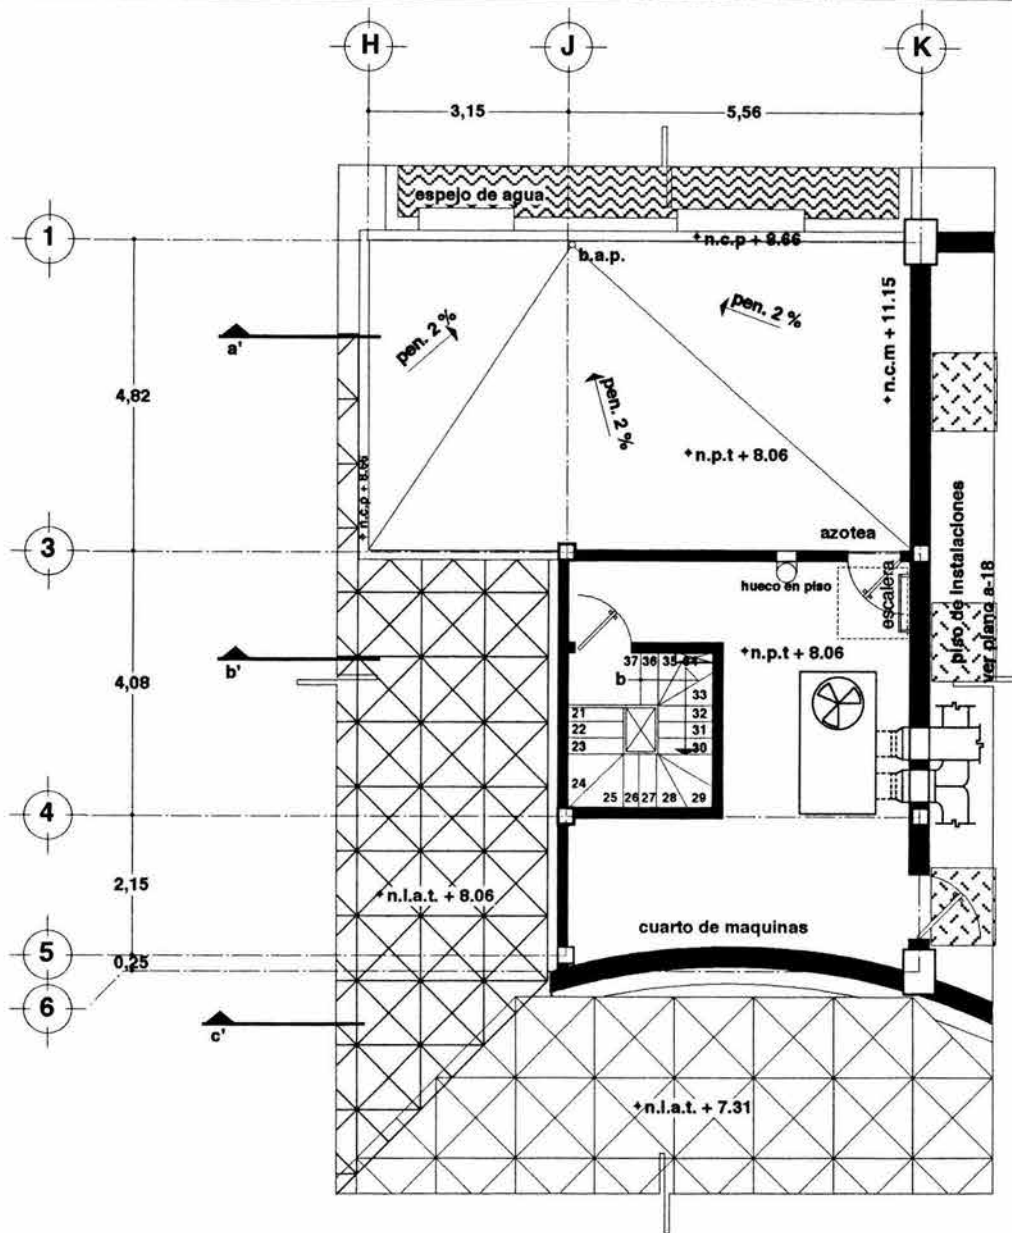 H
J
K
3,15
5,56
espejo de agua
1
n.c.p + 8.66
b.a.p.
pen. 2 %
pen. 2 %
n.c.m + 11.15
a'
4,82
pen. 2 %
n.p.t + 8.06
n.c.p + 8.66
azotea
3
hueco en piso
escalera
piso de instalaciones
ver plano a-18
n.p.t + 8.06
b'
4,08
b
37 36 35 34
33
21
32
22
31
23
30
24
25 26 27 28 29
4
2,15
n.l.a.t. + 8.06
cuarto de maquinas
5
0,25
6
c'
n.l.a.t. + 7.31